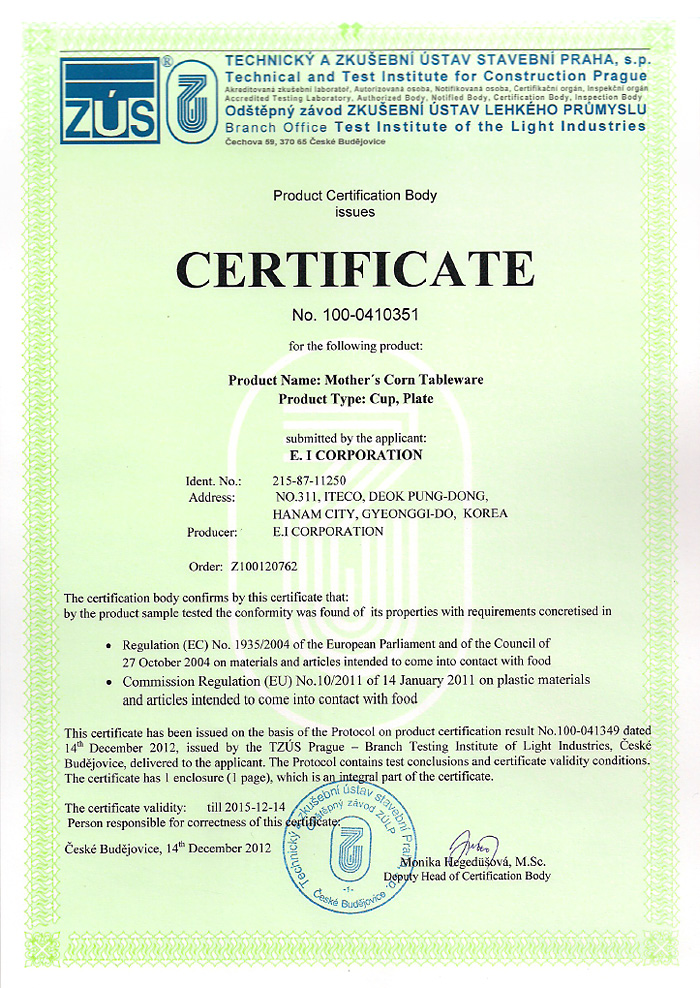 TZÚS
®
TECHNICKÝ A ZKUŠEBNÍ ÚSTAV STAVEBNÍ PRAHA, s.p.
Technical and Test Institute for Construction Prague
Akreditovaná zkušební laboratoř, Autorizovaná osoba, Notifikovaná osoba, Certifikační orgán, Inspekční orgán
Accredited Testing Laboratory, Authorized Body, Notified Body, Certification Body, Inspection Body
Odštěpný závod ZKUŠEBNÍ ÚSTAV LEHKÉHO PRŮMYSLU
Branch Office Test Institute of the Light Industries
Čechova 59, 370 65 České Budějovice
Product Certification Body
issues
CERTIFICATE
No. 100-0410351
for the following product:
Product Name: Mother´s Corn Tableware
Product Type: Cup, Plate
submitted by the applicant:
E. I CORPORATION
Ident. No.: 215-87-11250
Address: NO.311, ITECO, DEOK PUNG-DONG,
HANAM CITY, GYEONGGI-DO, KOREA
Producer: E.I CORPORATION
Order: Z100120762
The certification body confirms by this certificate that:
by the product sample tested the conformity was found of its properties with requirements concretised in
• Regulation (EC) No. 1935/2004 of the European Parliament and of the Council of
27 October 2004 on materials and articles intended to come into contact with food
• Commission Regulation (EU) No.10/2011 of 14 January 2011 on plastic materials
and articles intended to come into contact with food
This certificate has been issued on the basis of the Protocol on product certification result No.100-041349 dated
14th December 2012, issued by the TZÚS Prague – Branch Testing Institute of Light Industries, České
Budějovice, delivered to the applicant. The Protocol contains test conclusions and certificate validity conditions.
The certificate has 1 enclosure (1 page), which is an integral part of the certificate.
The certificate validity: till 2015-12-14
Person responsible for correctness of this certificate:
České Budějovice, 14th December 2012
Technický a zkušební ústav stavební Praha, s.p.
Odštěpný závod ZÚLP
-1-
České Budějovice
Monika Hegedüšová, M.Sc.
Deputy Head of Certification Body